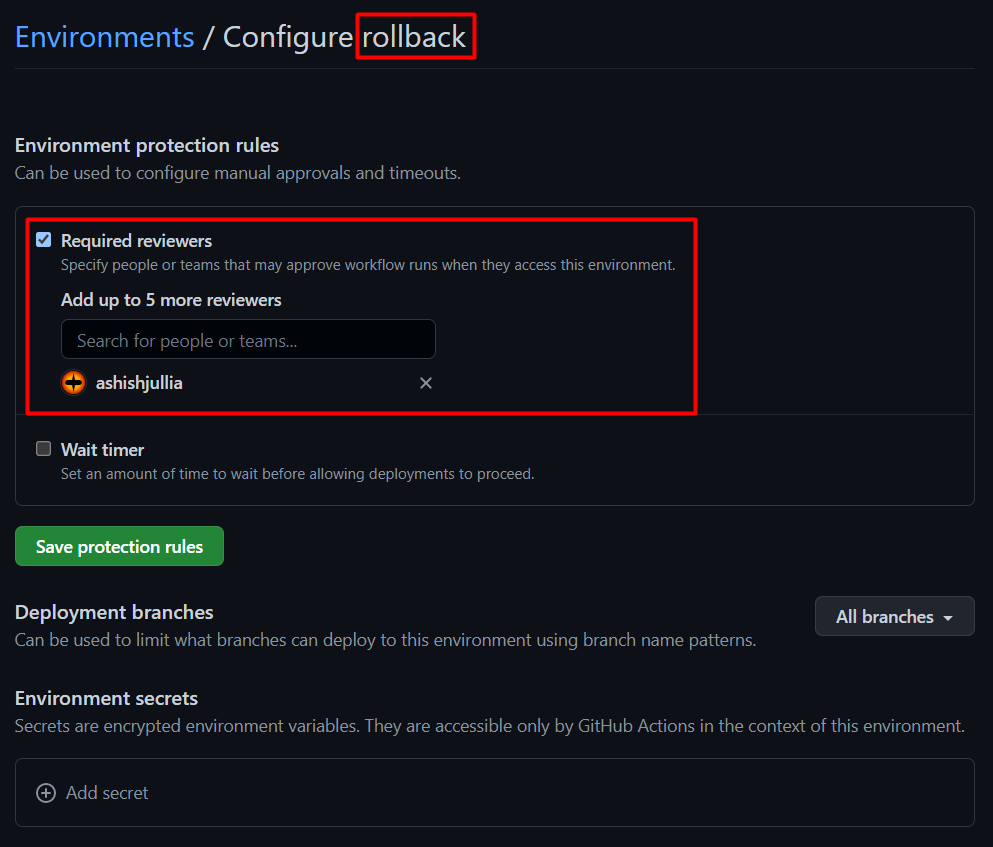 Environments / Configure rollback
Environment protection rules
Can be used to configure manual approvals and timeouts.
Required reviewers
Specify people or teams that may approve workflow runs when they access this environment.
Add up to 5 more reviewers
Search for people or teams...
ashishjullia
Wait timer
Set an amount of time to wait before allowing deployments to proceed.
Save protection rules
Deployment branches
All branches
Can be used to limit what branches can deploy to this environment using branch name patterns.
Environment secrets
Secrets are encrypted environment variables. They are accessible only by GitHub Actions in the context of this environment.
Add secret